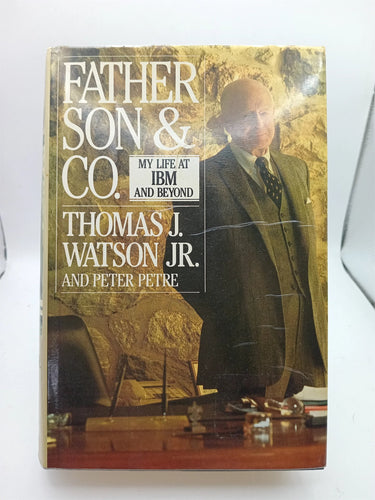 FATHER
SON &
CO.
MY LIFE AT
IBM
AND BEYOND
THOMAS J.
WATSON JR.
AND PETER PETRE